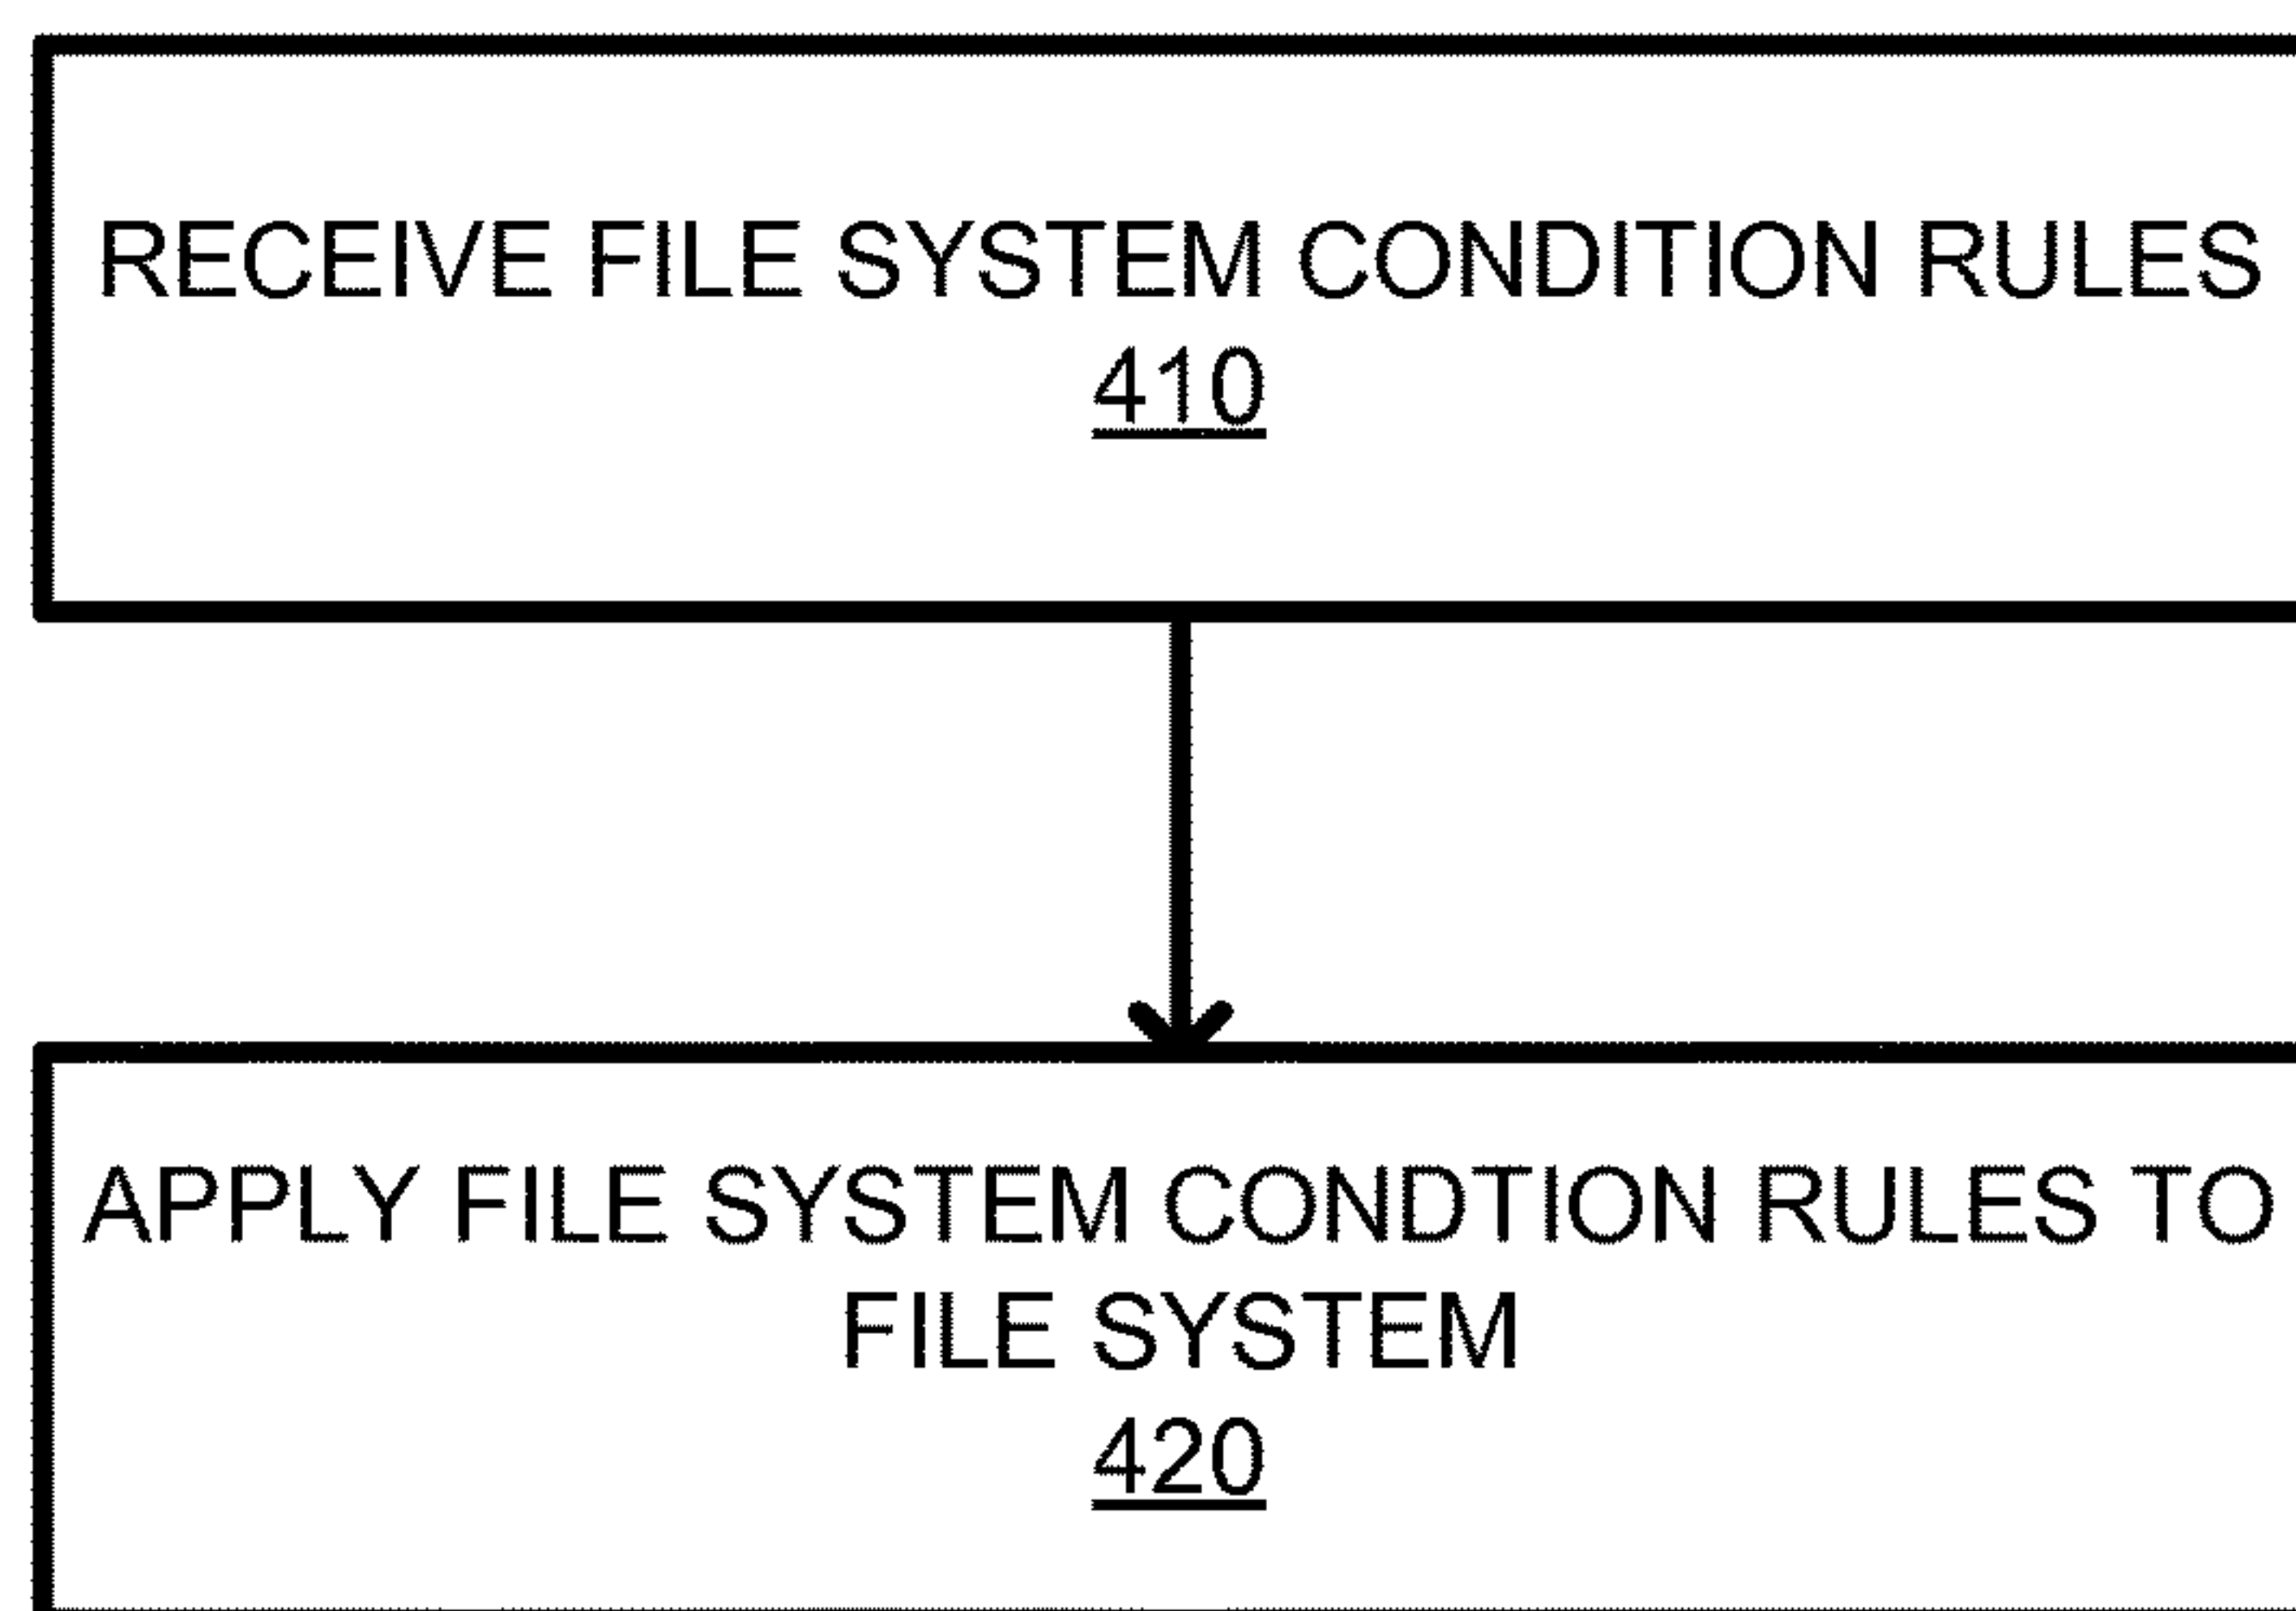 RECEIVE FILE SYSTEM CONDITION RULES
410
APPLY FILE SYSTEM CONDTION RULES TO
FILE SYSTEM
420